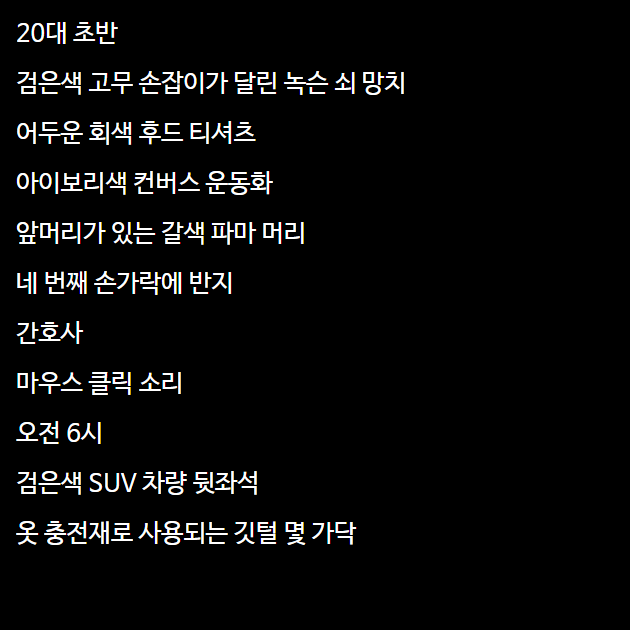 20대 초반
검은색 고무 손잡이가 달린 녹슨 쇠 망치
어두운 회색 후드 티셔츠
아이보리색 컨버스 운동화
앞머리가 있는 갈색 파마 머리
네 번째 손가락에 반지
간호사
마우스 클릭 소리
오전 6시
검은색 SUV 차량 뒷좌석
옷 충전재로 사용되는 깃털 몇 가닥